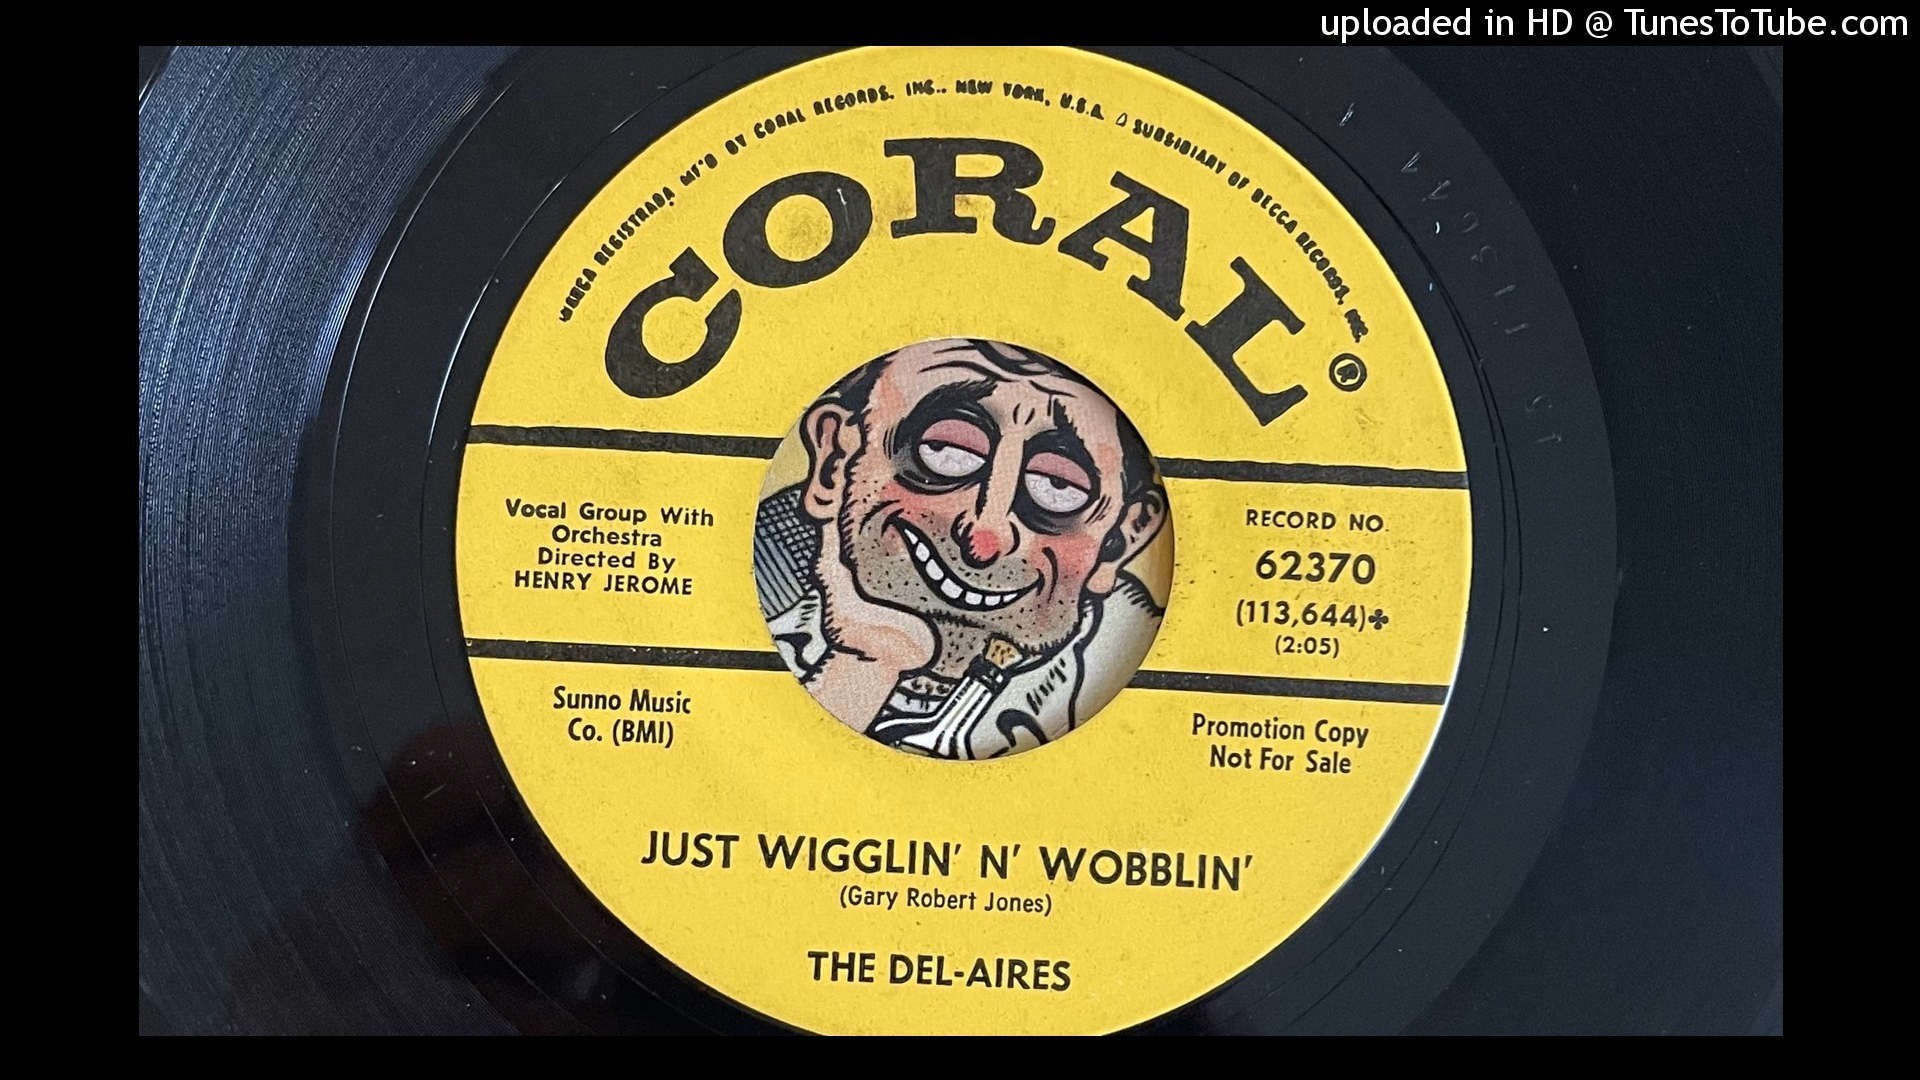 uploaded in HD @ TunesToTube.com
MARCA REGISTRADA MF'D BY CORAL RECORDS, INC., NEW YORK, U.S.A. △ SUBSIDIARY OF DECCA RECORDS, INC.
CORAL®
Vocal Group With
Orchestra
Directed By
HENRY JEROME
RECORD NO.
62370
(113,644)♣
(2:05)
Sunno Music
Co. (BMI)
Promotion Copy
Not For Sale
JUST WIGGLIN' N' WOBBLIN'
(Gary Robert Jones)
THE DEL-AIRES